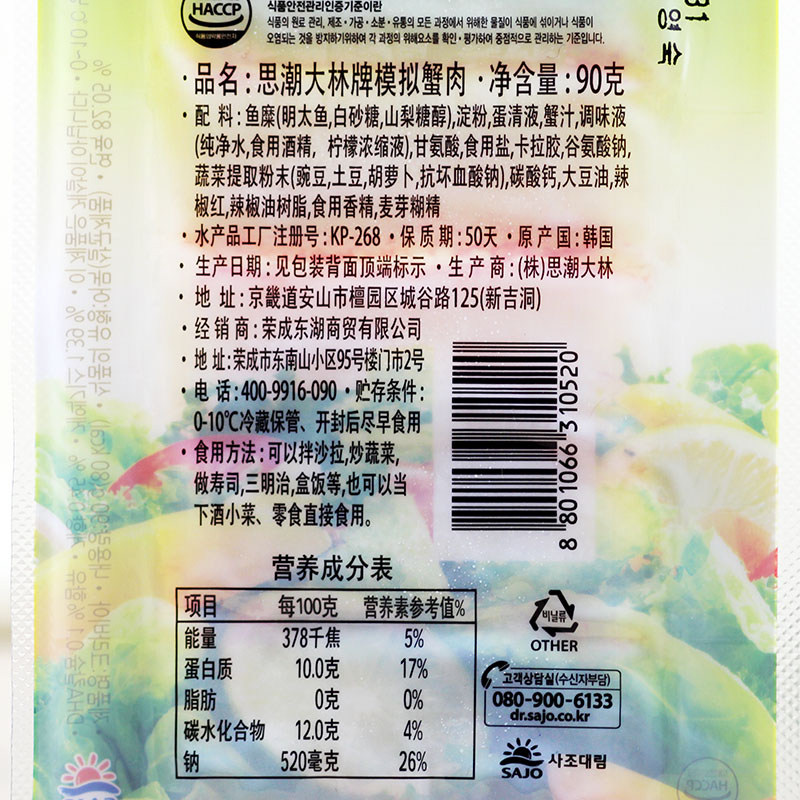 HACCP
식품안전관리인증기준이란
식품의 원료 관리, 제조·가공·소분·유통의 모든 과정에서 위해한 물질이 식품에 섞이거나 식품이
오염되는 것을 방지하기위하여 각 과정의 위해요소를 확인·평가하여 중점적으로 관리하는 기준입니다.
·品名:思潮大林牌模拟蟹肉 ·净含量:90克
·配 料:鱼糜(明太鱼,白砂糖,山梨糖醇),淀粉,蛋清液,蟹汁,调味液
(纯净水,食用酒精, 柠檬浓缩液),甘氨酸,食用盐,卡拉胶,谷氨酸钠,
蔬菜提取粉末(豌豆,土豆,胡萝卜,抗坏血酸钠),碳酸钙,大豆油,辣
椒红,辣椒油树脂,食用香精,麦芽糊精
·水产品工厂注册号:KP-268 ·保质期:50天 ·原产国:韩国
·生产日期:见包装背面顶端标示 ·生产商:(株)思潮大林
·地 址:京畿道安山市檀园区城谷路125(新吉洞)
·经销商:荣成东湖商贸有限公司
·地 址:荣成市东南山小区95号楼门市2号
·电 话:400-9916-090 ·贮存条件:
0-10℃冷藏保管、开封后尽早食用
·食用方法:可以拌沙拉,炒蔬菜,
做寿司,三明治,盒饭等,也可以当
下酒小菜、零食直接食用。
8 801066 310520
营养成分表
项目 每100克 营养素参考值%
能量 378千焦 5%
蛋白质 10.0克 17%
脂肪 0克 0%
碳水化合物 12.0克 4%
钠 520毫克 26%
비닐류
OTHER
고객상담실(수신자부담)
080-900-6133
dr.sajo.co.kr
SAJO 사조대림